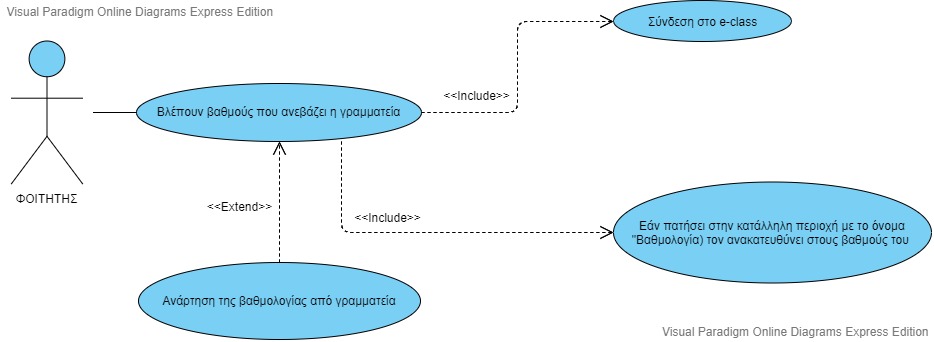 Visual Paradigm Online Diagrams Express Edition
Σύνδεση στο e-class
<<Include>>
Βλέπουν βαθμούς που ανεβάζει η γραμματεία
ΦΟΙΤΗΤΗΣ
<<Extend>>
<<Include>>
Εάν πατήσει στην κατάλληλη περιοχή με το όνομα
"Βαθμολογία) τον ανακατευθύνει στους βαθμούς του
Ανάρτηση της βαθμολογίας από γραμματεία
Visual Paradigm Online Diagrams Express Edition